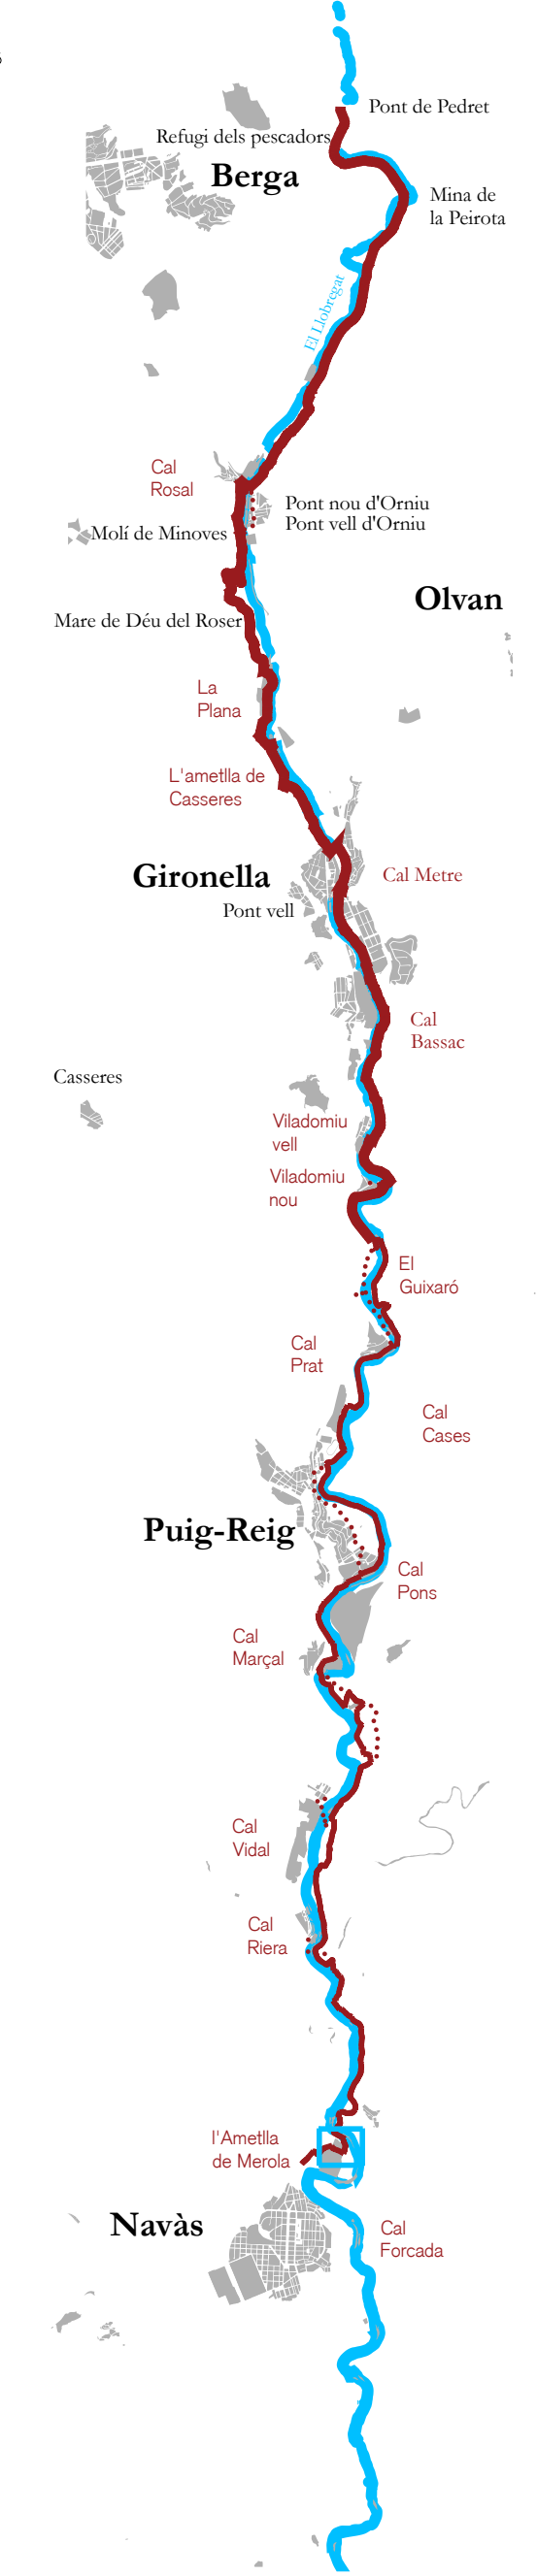 Pont de Pedret
Refugi dels pescadors
Berga
Mina de
la Peirota
El Llobregat
Cal
Rosal
Pont nou d'Orniu
Pont vell d'Orniu
Molí de Minoves
Olvan
Mare de Déu del Roser
La
Plana
L'ametlla de
Casseres
Gironella
Cal Metre
Pont vell
Cal
Bassac
Casseres
Viladomiu
vell
Viladomiu
nou
El
Guixaró
Cal
Prat
Cal
Cases
Puig-Reig
Cal
Pons
Cal
Marçal
Cal
Vidal
Cal
Riera
l'Ametlla
de Merola
Navàs
Cal
Forcada